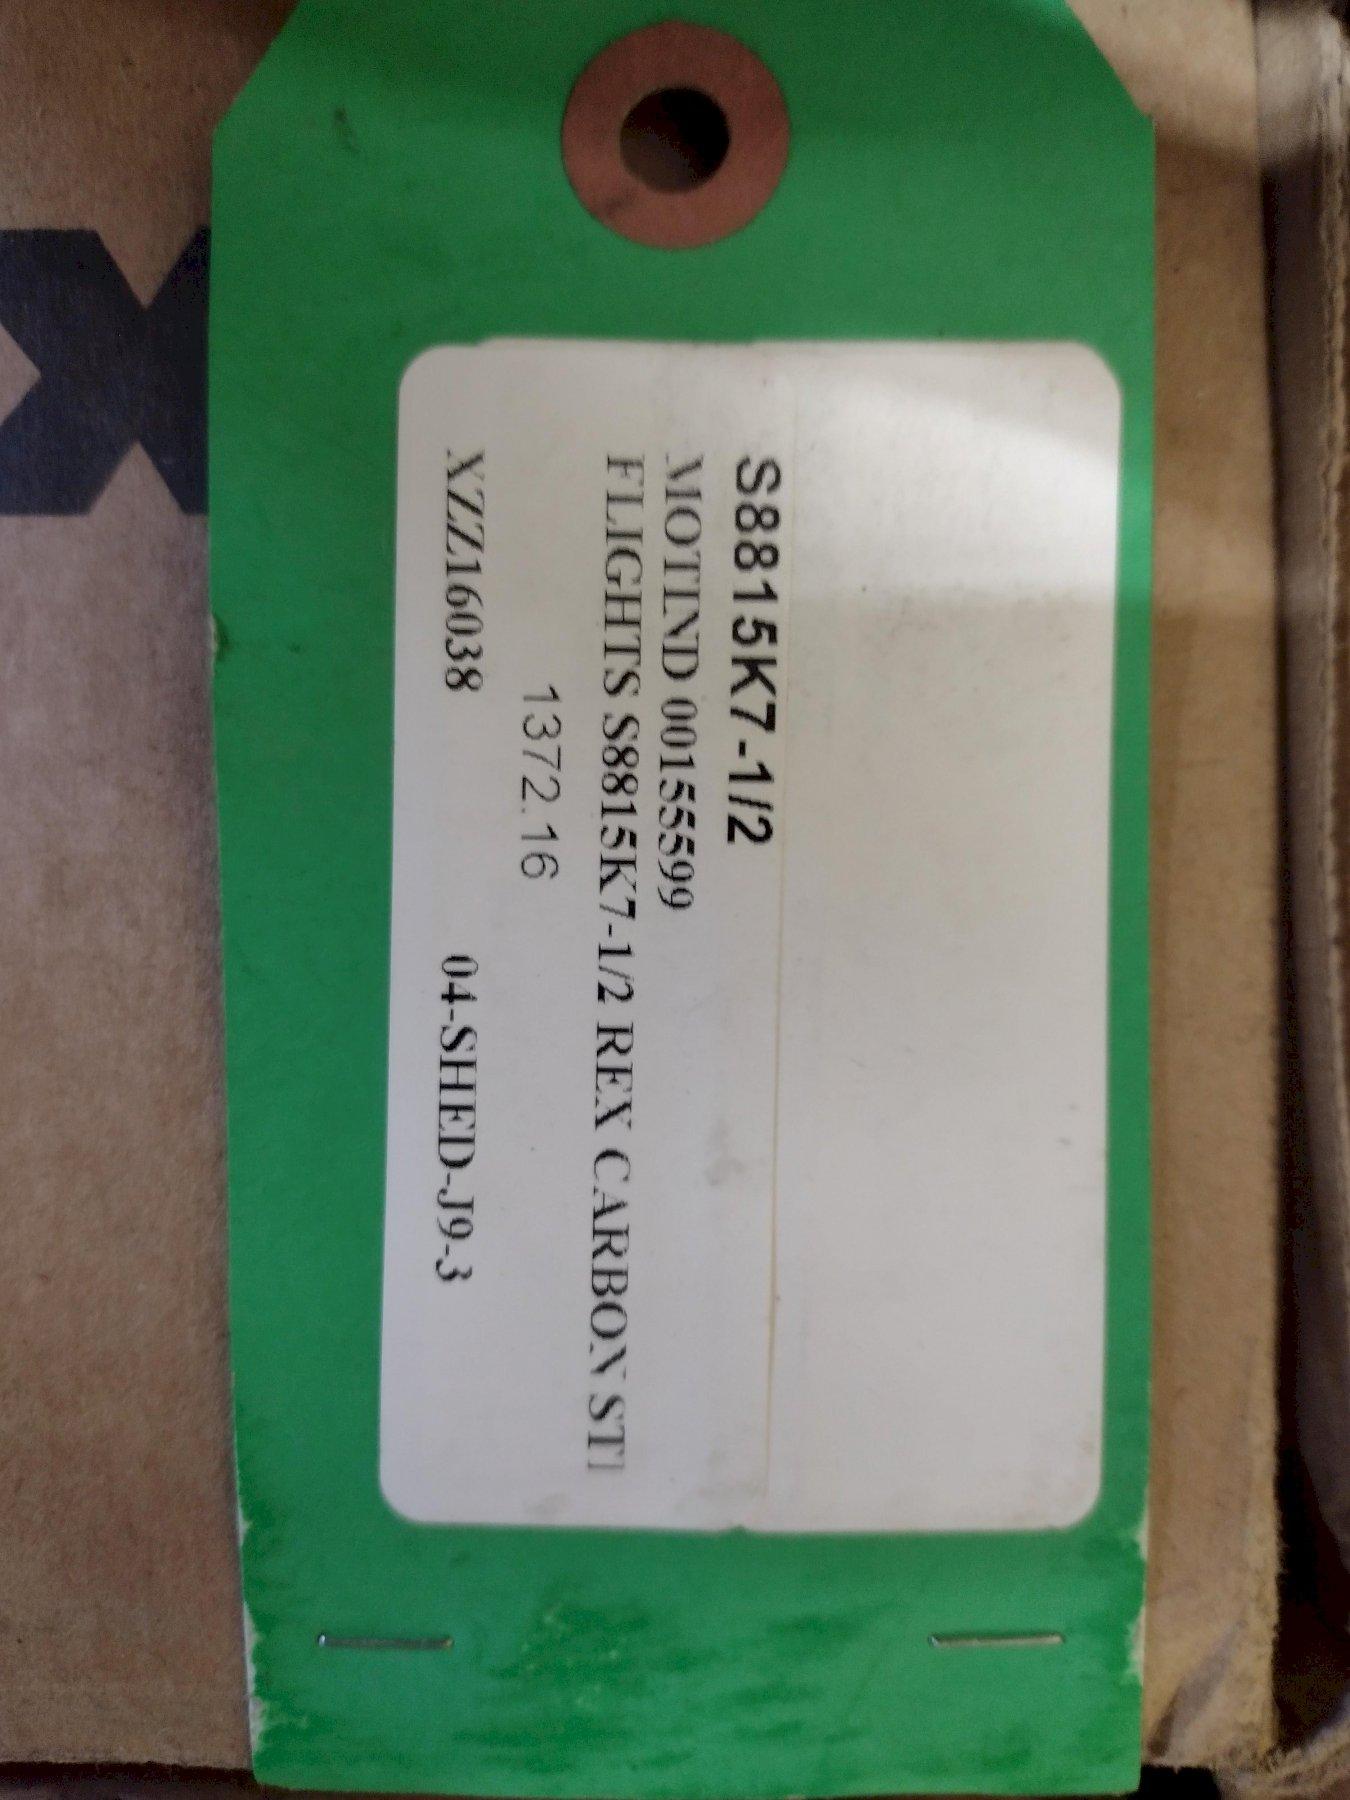 S8815K7-1/2
MOTIND 00155599
FLIGHTS S8815K7-1/2 REX CARBON STI
1372.16
XZZ16038 04-SHED-J9-3